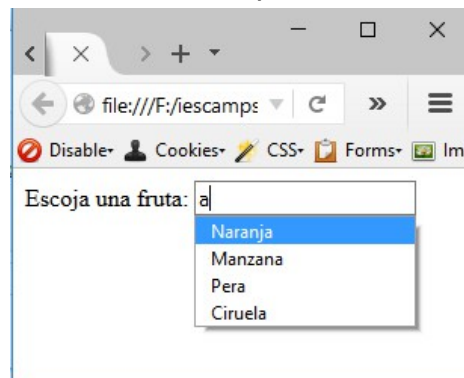 file:///F:/iescamps
Disable Cookies CSS Forms Im
Escoja una fruta: a
Naranja
Manzana
Pera
Ciruela